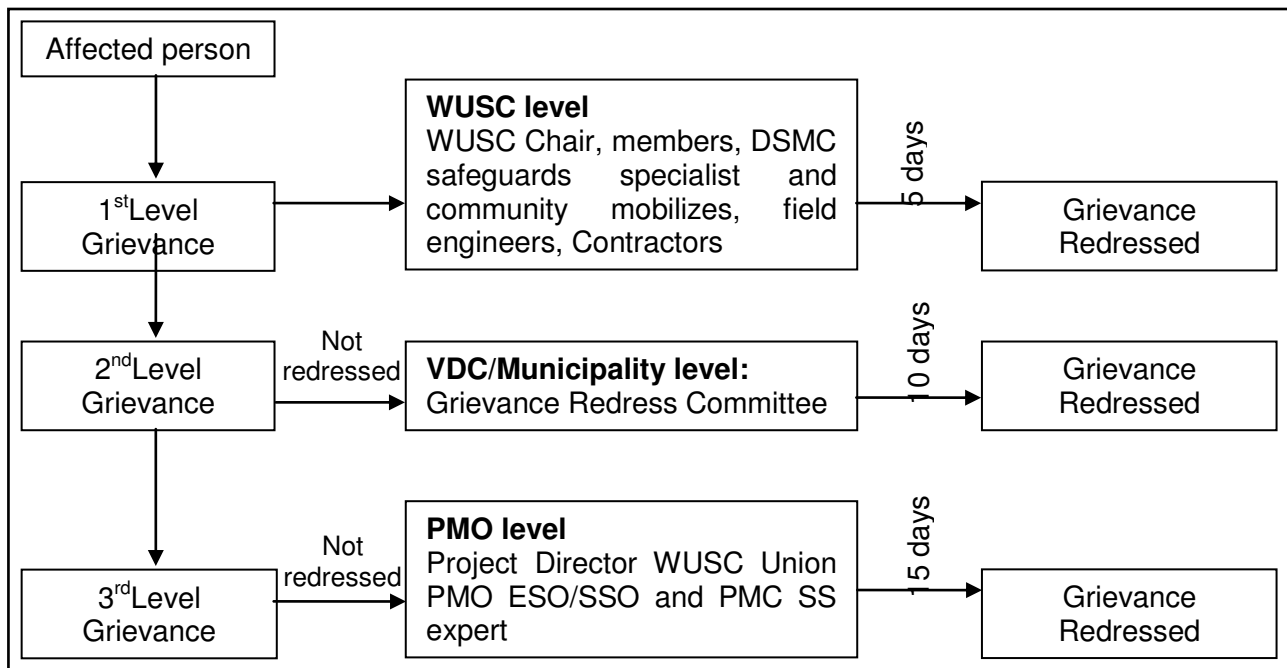 Affected person
WUSC level
WUSC Chair, members, DSMC
safeguards specialist and
community mobilizes, field
engineers, Contractors
5 days
1stLevel
Grievance
Grievance
Redressed
2ndLevel
Grievance
Not
redressed
VDC/Municipality level:
Grievance Redress Committee
10 days
Grievance
Redressed
3rdLevel
Grievance
Not
redressed
PMO level
Project Director WUSC Union
PMO ESO/SSO and PMC SS
expert
15 days
Grievance
Redressed